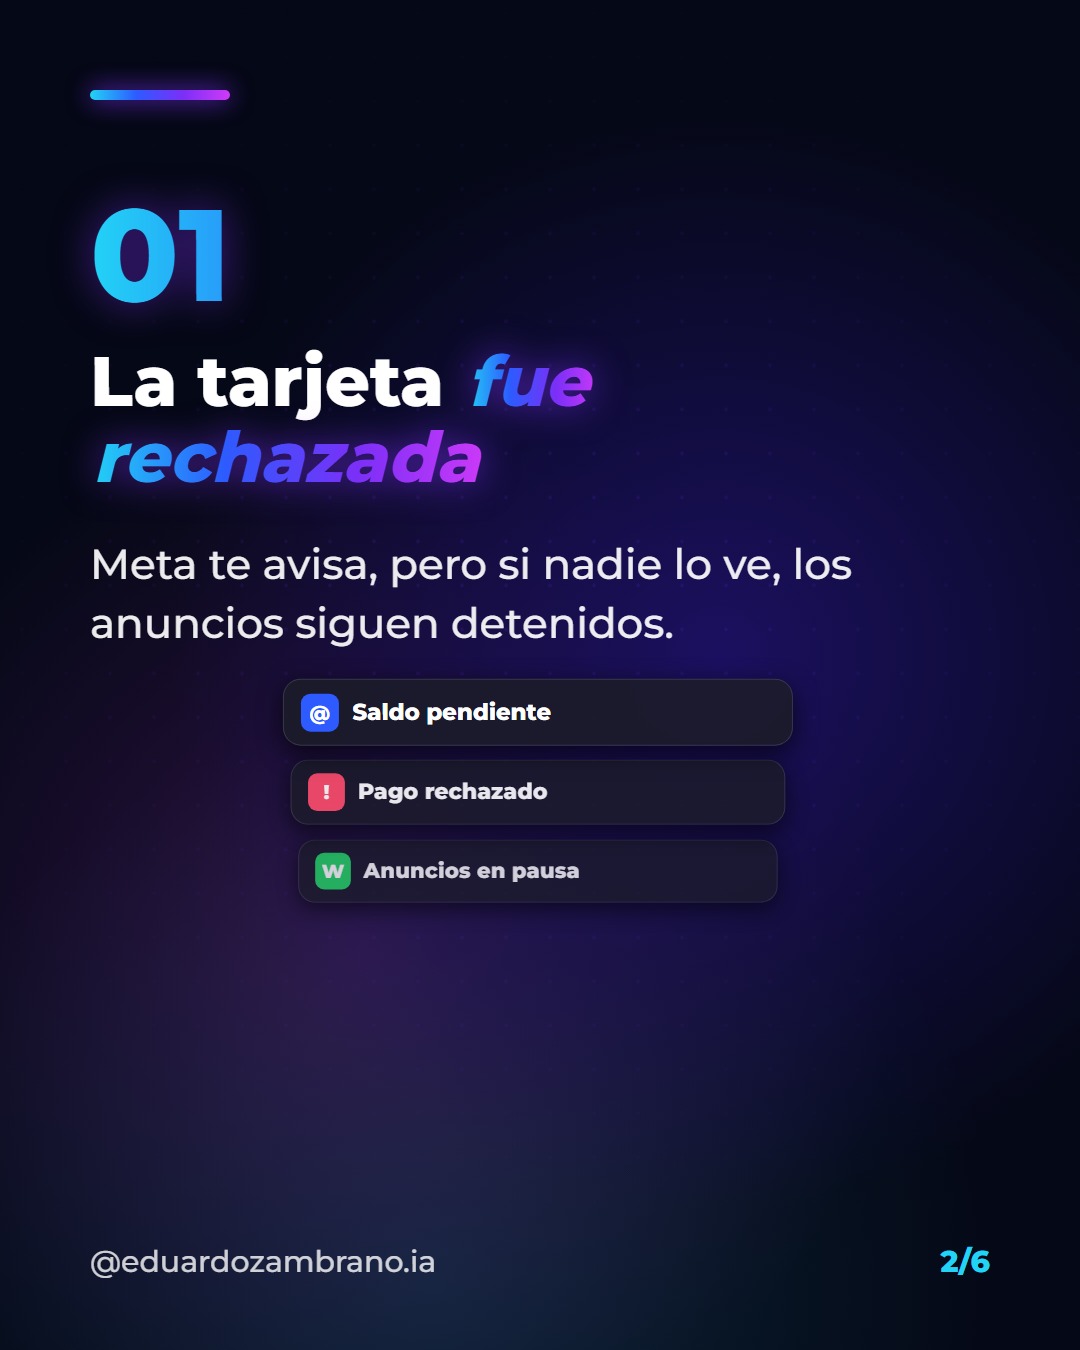 01
La tarjeta fue
rechazada
Meta te avisa, pero si nadie lo ve, los
anuncios siguen detenidos.
@ Saldo pendiente
! Pago rechazado
W Anuncios en pausa
@eduardozambrano.ia
2/6